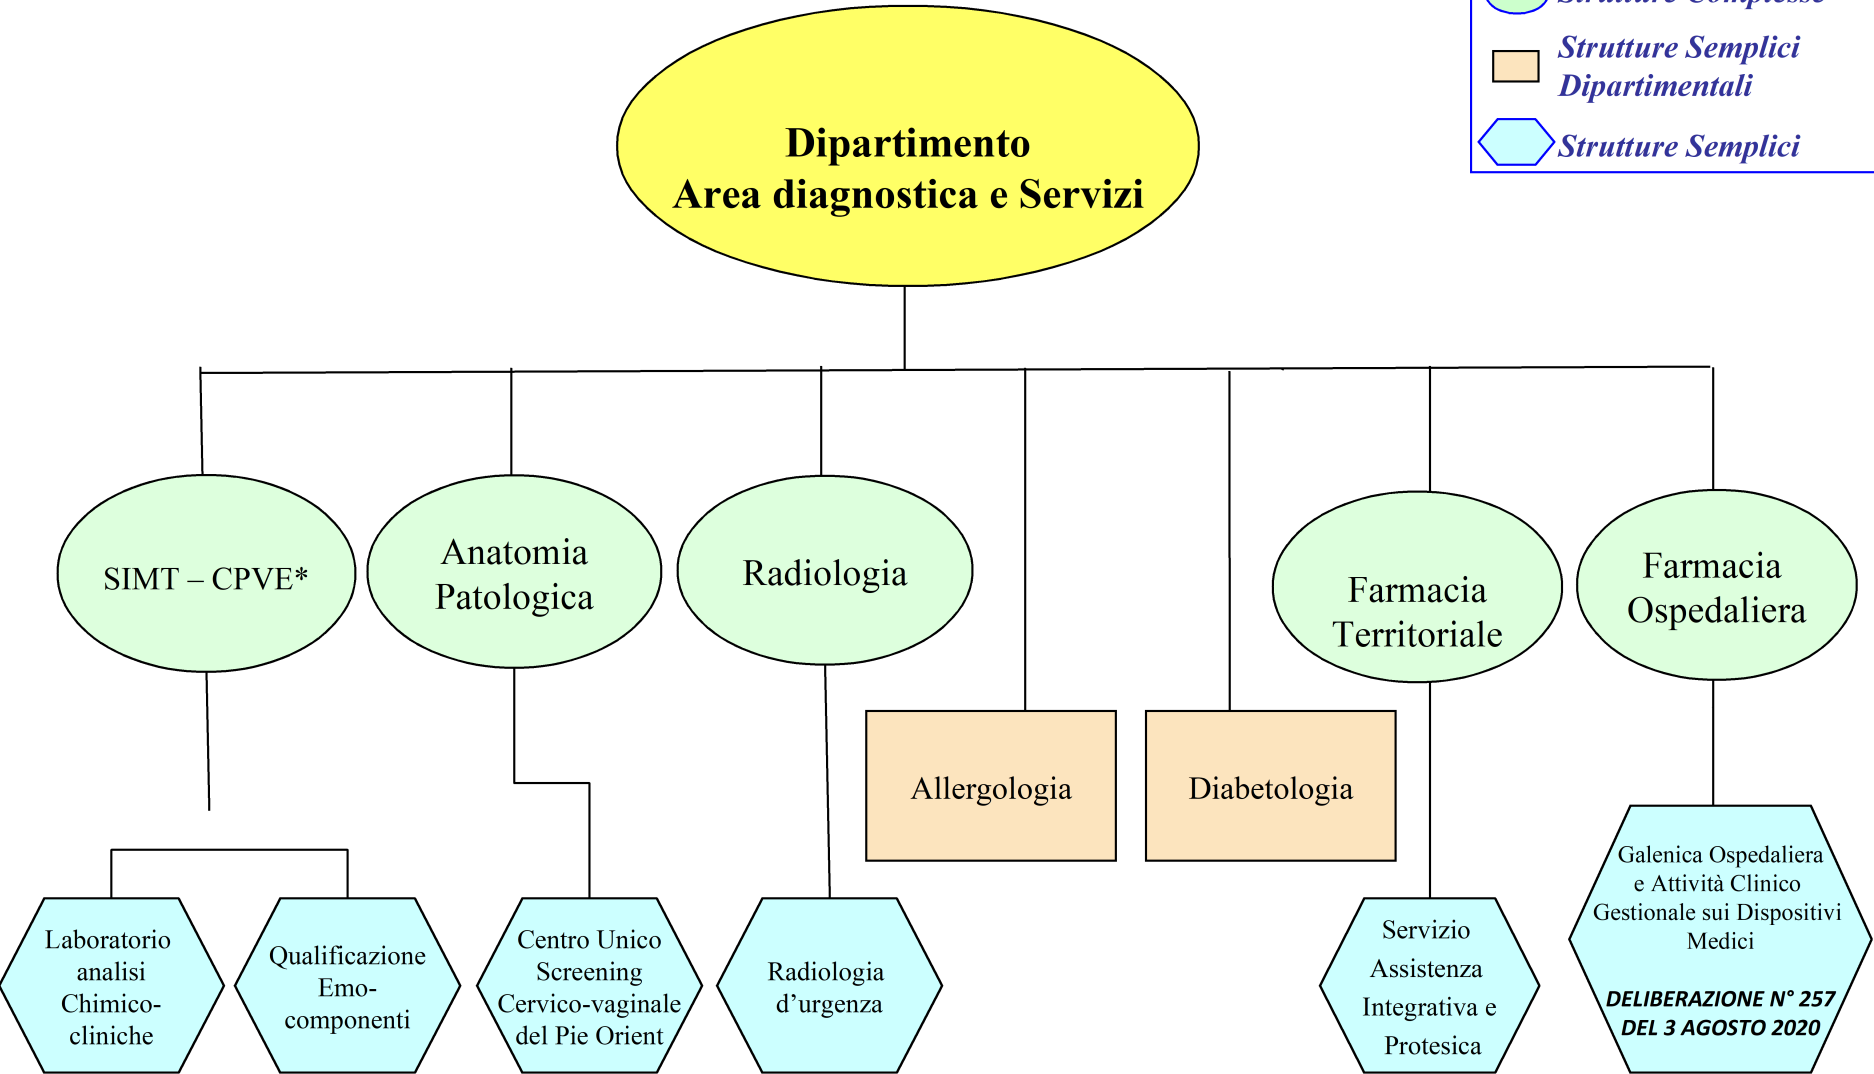 Strutture Complesse
Strutture Semplici
Dipartimentali
Strutture Semplici
Dipartimento
Area diagnostica e Servizi
SIMT – CPVE*
Anatomia
Patologica
Radiologia
Farmacia
Territoriale
Farmacia
Ospedaliera
Allergologia
Diabetologia
Laboratorio
analisi
Chimico-
cliniche
Qualificazione
Emo-
componenti
Centro Unico
Screening
Cervico-vaginale
del Pie Orient
Radiologia
d’urgenza
Servizio
Assistenza
Integrativa e
Protesica
Galenica Ospedaliera
e Attività Clinico
Gestionale sui Dispositivi
Medici
DELIBERAZIONE N° 257
DEL 3 AGOSTO 2020